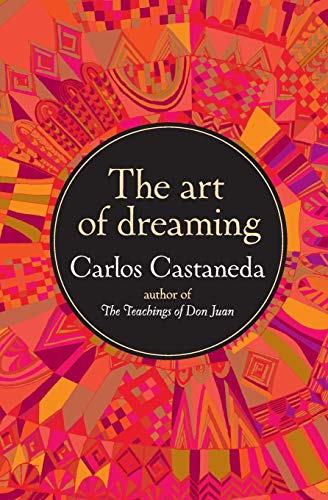 The art
of dreaming
Carlos Castaneda
author of
The Teachings of Don Juan